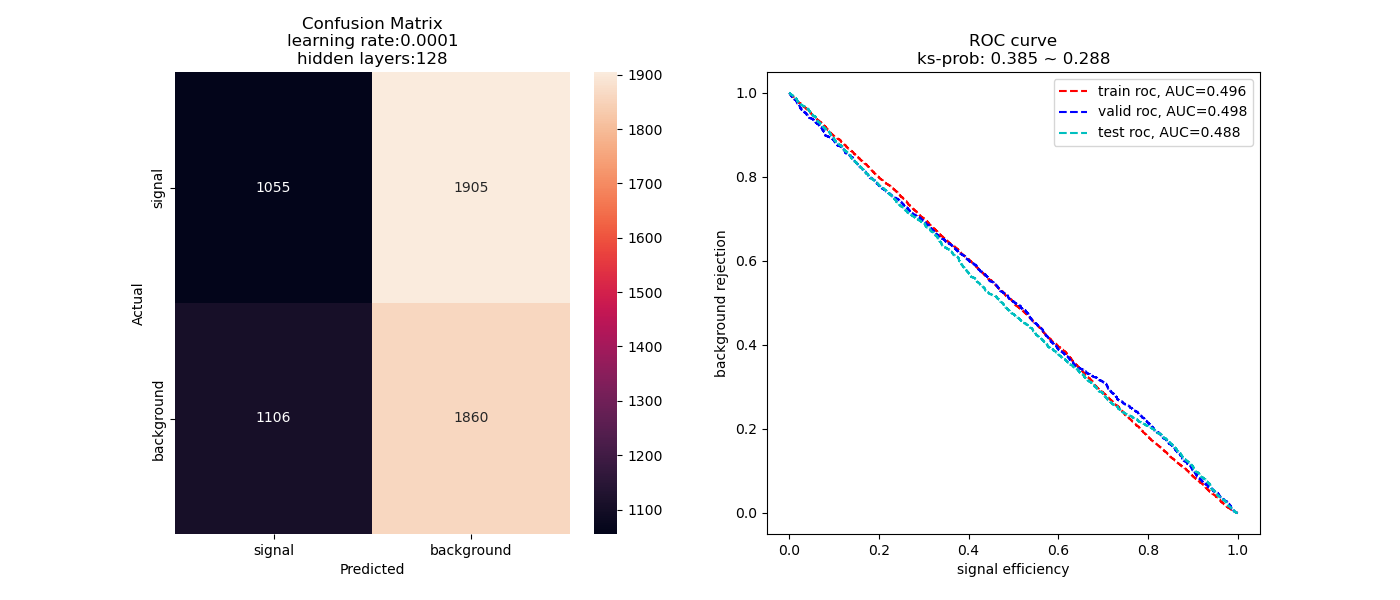 Confusion Matrix
learning rate:0.0001
hidden layers:128
signal
background
Actual
1055
1905
1106
1860
signal
background
Predicted
1900
1800
1700
1600
1500
1400
1300
1200
1100
ROC curve
ks-prob: 0.385 ~ 0.288
train roc, AUC=0.496
valid roc, AUC=0.498
test roc, AUC=0.488
background rejection
1.0
0.8
0.6
0.4
0.2
0.0
0.0
0.2
0.4
0.6
0.8
1.0
signal efficiency